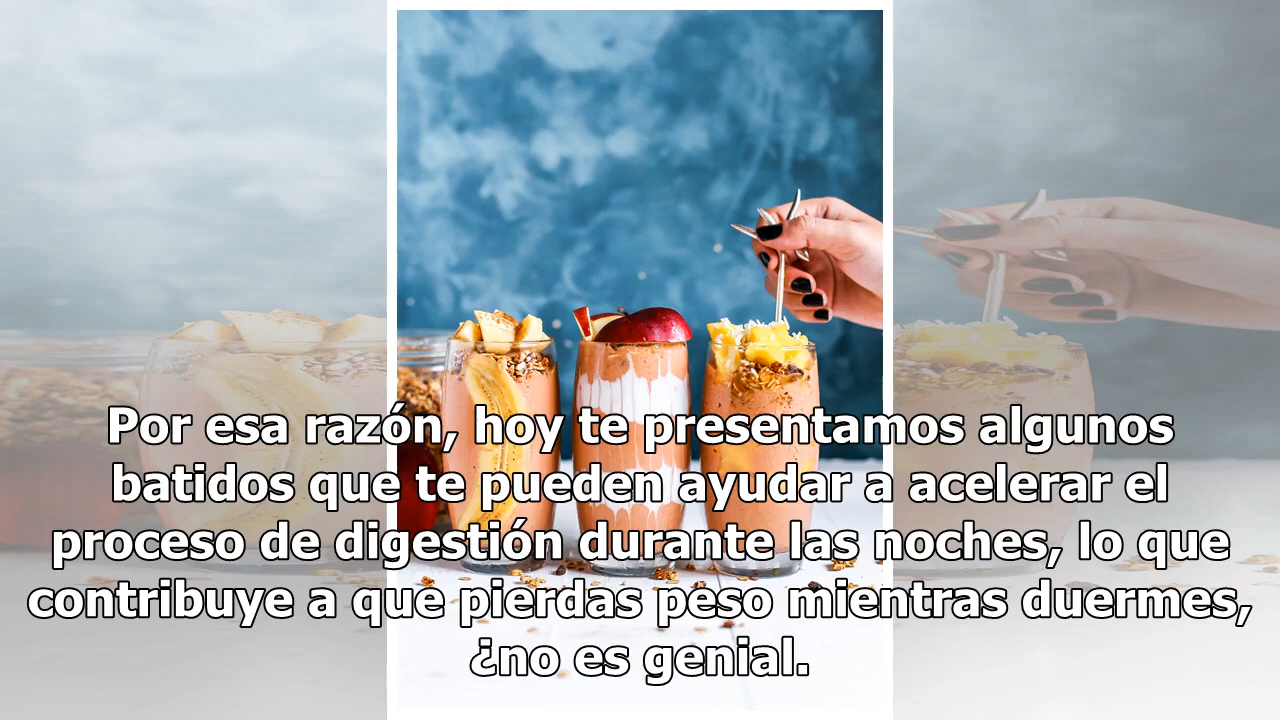 Por esa razón, hoy te presentamos algunos
batidos que te pueden ayudar a acelerar el
proceso de digestión durante las noches, lo que
contribuye a que pierdas peso mientras duermes,
¿no es genial.